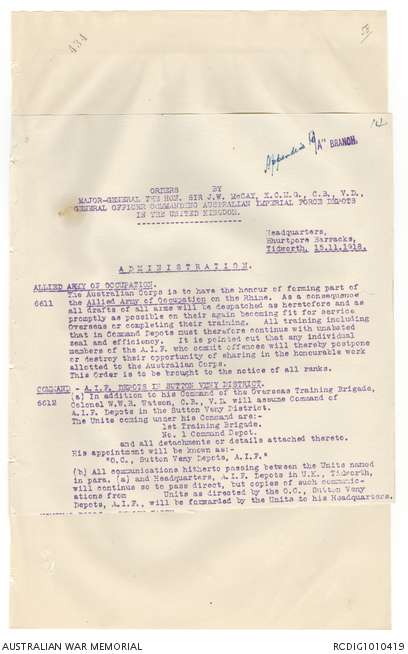 434
Appendix
"A" BRANCH.
ORDERS BY
MAJOR-GENERAL THE HON. SIR J.W. McCAY, K.C.M.G., C.B., V.D.,
GENERAL OFFICER COMMANDING AUSTRALIAN IMPERIAL FORCE DEPOTS
IN THE UNITED KINGDOM.
Headquarters,
Bhurtpore Barracks,
Tidworth, 15.11.1918.
ADMINISTRATION.
ALLIED ARMY OF OCCUPATION.
The Australian Corps is to have the honour of forming part of
6611 the Allied Army of Occupation on the Rhine. As a consequence
all drafts of all arms will be despatched as heretofore and as
promptly as possible on their again becoming fit for service
Overseas or completing their training. All training including
that in Command Depots must therefore continue with unabated
zeal and efficiency. It is pointed out that any individual
members of the A.I.F. who commit offences will thereby postpone
or destroy their opportunity of sharing in the honourable work
allotted to the Australian Corps.
This Order is to be brought to the notice of all ranks.
COMMAND - A.I.F. DEPOTS IN SUTTON VENY DISTRICT.
(a) In addition to his Command of the Overseas Training Brigade,
6612 Colonel W.W.R. Watson, C.B., V.D. will assume Command of
A.I.F. Depots in the Sutton Veny District.
The Units coming under his Command are:-
1st Training Brigade,
No. 1 Command Depot.
and all detachments or details attached thereto.
His appointment will be known as:-
"O.C., Sutton Veny Depots, A.I.F."
(b) All communications hitherto passing between the Units named
in para. (a) and Headquarters, A.I.F. Depots in U.K., Tidworth,
will continue so to pass direct, but copies of such communic-
ations from Units as directed by the O.C., Sutton Veny
Depots, A.I.F., will be forwarded by the Units to his Headquarters.
AUSTRALIAN WAR MEMORIAL
RCDIG1010419